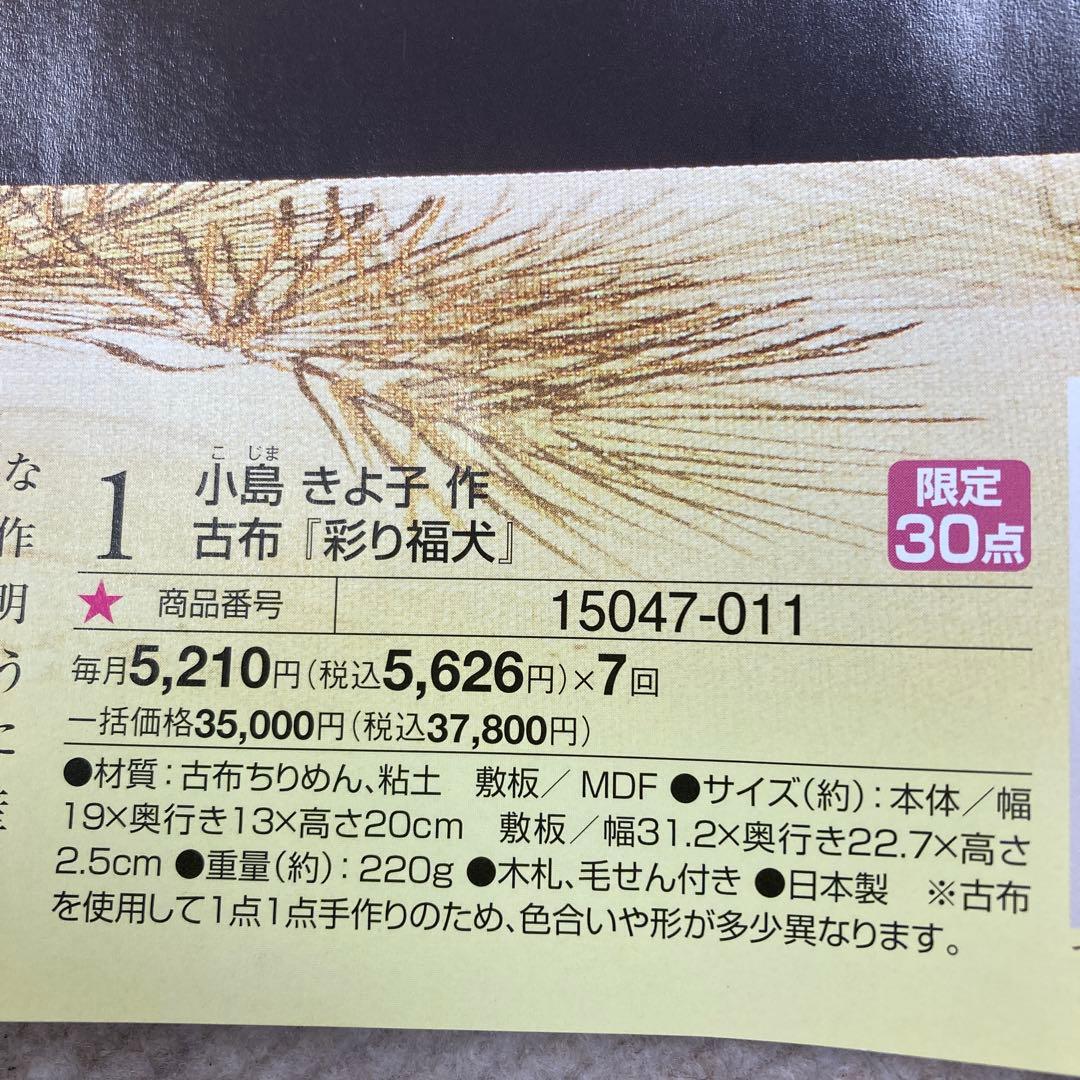 な
作
明
う
に
産
こ じま
1 小島 きよ子 作
古布『彩り福犬』
限定
30点
★ 商品番号 15047-011
毎月5,210円(税込5,626円)×7回
一括価格35,000円(税込37,800円)
●材質：古布ちりめん、粘土 敷板／MDF ●サイズ(約)：本体／幅
19×奥行き13×高さ20cm 敷板／幅31.2×奥行き22.7×高さ
2.5cm ●重量(約)：220g ●木札、毛せん付き ●日本製 ※古布
を使用して1点1点手作りのため、色合いや形が多少異なります。